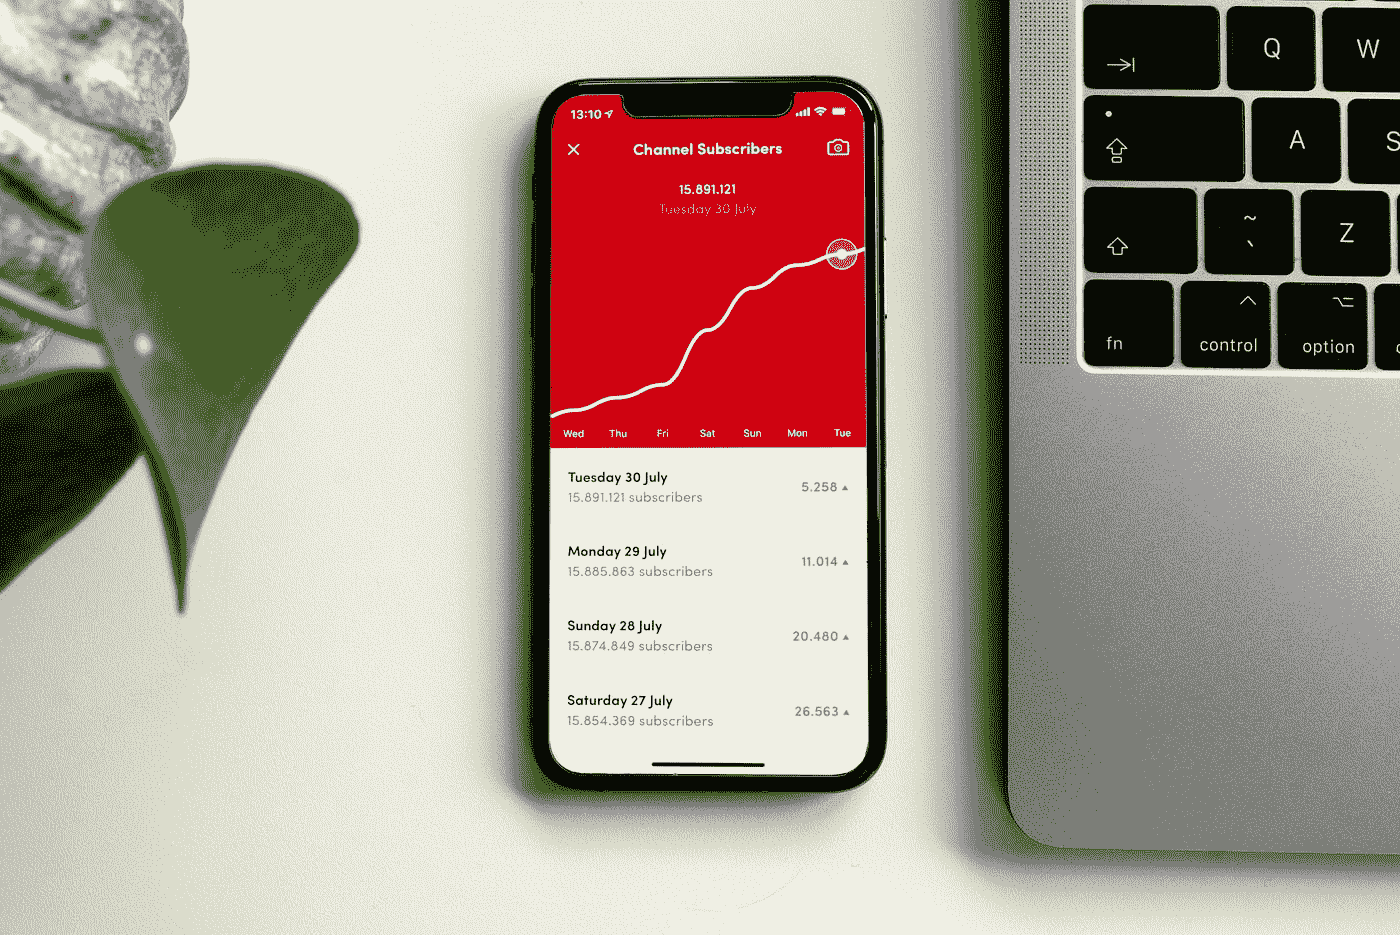 13:10
Channel Subscribers
15.891.121
Tuesday 30 July
Wed Thu Fri Sat Sun Mon Tue
Tuesday 30 July
15.891.121 subscribers
5.258 ▲
Monday 29 July
15.885.863 subscribers
11.014 ▲
Sunday 28 July
15.874.849 subscribers
20.480 ▲
Saturday 27 July
15.854.369 subscribers
26.563 ▲
Q W
A S
~
` Z
fn control option